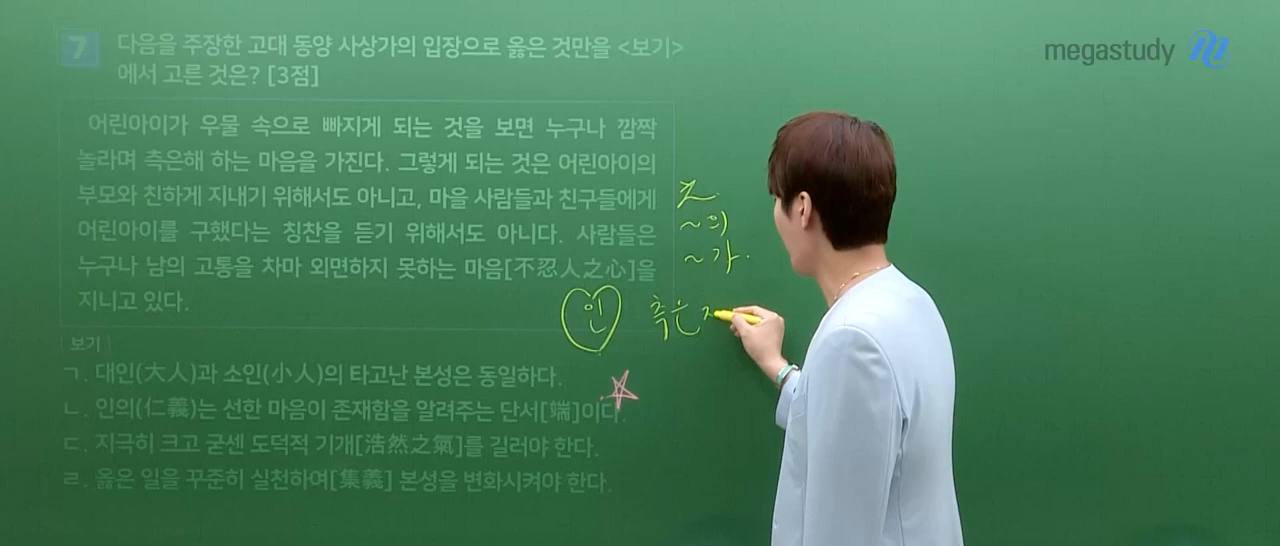 7 다음을 주장한 고대 동양 사상가의 입장으로 옳은 것만을 <보기>
에서 고른 것은? [3점]
megastudy
어린아이가 우물 속으로 빠지게 되는 것을 보면 누구나 깜짝
놀라며 측은해 하는 마음을 가진다. 그렇게 되는 것은 어린아이의
부모와 친하게 지내기 위해서도 아니고, 마을 사람들과 친구들에게
어린아이를 구했다는 칭찬을 듣기 위해서도 아니다. 사람들은
누구나 남의 고통을 차마 외면하지 못하는 마음[不忍人之心]을
지니고 있다.
~의
~가.
인 측은
보기
ㄱ. 대인(大人)과 소인(小人)의 타고난 본성은 동일하다.
ㄴ. 인의(仁義)는 선한 마음이 존재함을 알려주는 단서[端]이다.
ㄷ. 지극히 크고 굳센 도덕적 기개[浩然之氣]를 길러야 한다.
ㄹ. 옳은 일을 꾸준히 실천하여[集義] 본성을 변화시켜야 한다.